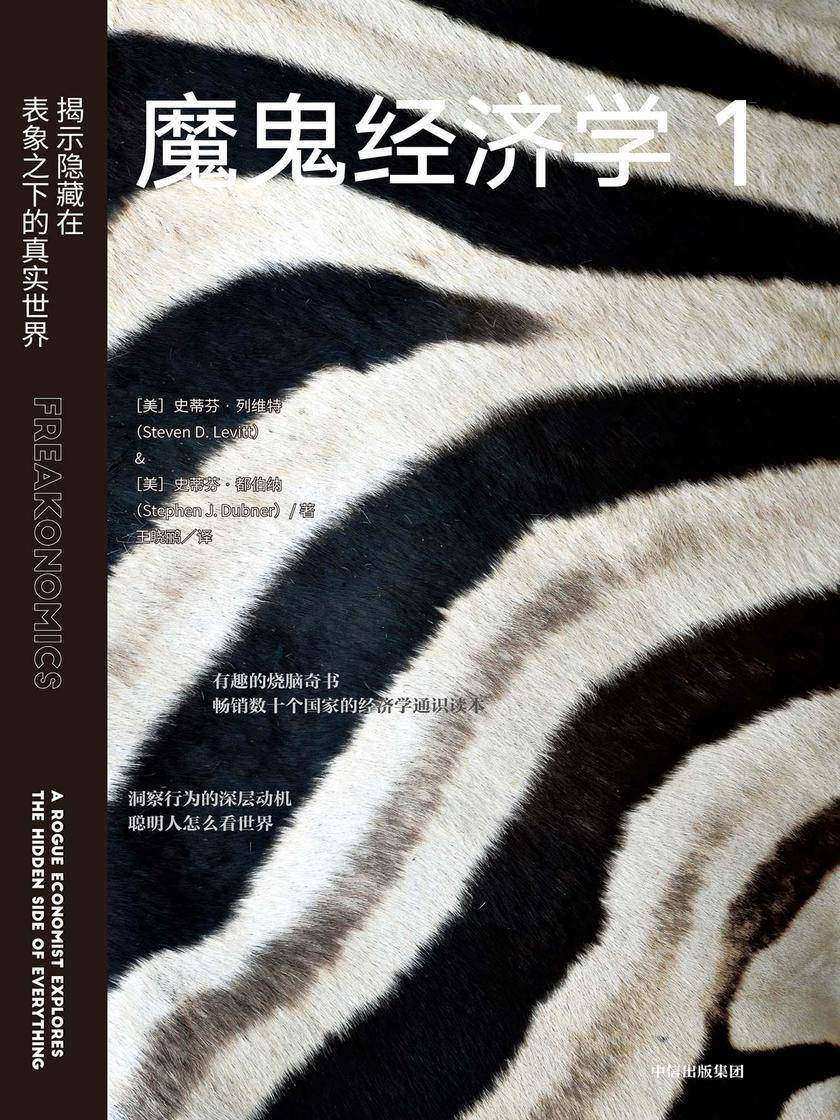 魔鬼经济学 1
揭示隐藏在
表象之下的真实世界
FREAKONOMICS
A ROGUE ECONOMIST EXPLORES
THE HIDDEN SIDE OF EVERYTHING
[美] 史蒂芬·列维特
(Steven D. Levitt)
&
[美] 史蒂芬·都伯纳
(Stephen J. Dubner) / 著
王晓鹂／译
有趣的烧脑奇书
畅销数十个国家的经济学通识读本
洞察行为的深层动机
聪明人怎么看世界
中信出版集团